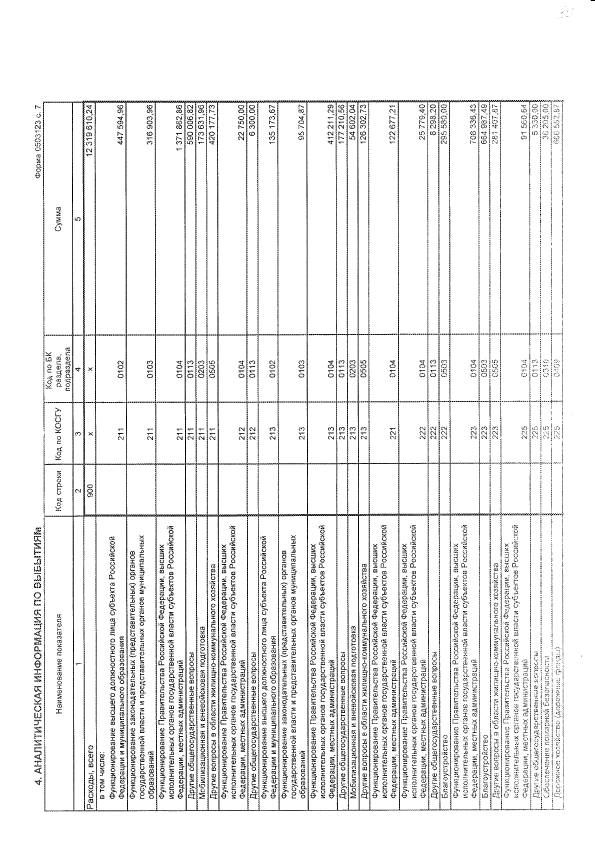 Форма 0503123 с. 7
4. АНАЛИТИЧЕСКАЯ ИНФОРМАЦИЯ ПО ВЫБЫТИЯМ
Наименование показателя Код строки Код по КОСГУ Код по БК раздела, подраздела Сумма
2 3 4 5
Расходы, всего 900 x x 12 319 610,24
в том числе:
Функционирование высшего должностного лица субъекта Российской
Федерации и муниципального образования 211 0102 447 594,96
Функционирование законодательных (представительных) органов
государственной власти и представительных органов муниципальных
образований 211 0103 316 903,96
Функционирование Правительства Российской Федерации, высших
исполнительных органов государственной власти субъектов Российской
Федерации, местных администраций 211 0104 1 371 862,86
Другие общегосударственные вопросы 211 0113 590 006,82
Мобилизационная и вневойсковая подготовка 211 0203 173 631,96
Другие вопросы в области жилищно-коммунального хозяйства 211 0505 420 177,73
Функционирование Правительства Российской Федерации, высших
исполнительных органов государственной власти субъектов Российской
Федерации, местных администраций 212 0104 22 750,00
Другие общегосударственные вопросы 212 0113 6 300,00
Функционирование высшего должностного лица субъекта Российской
Федерации и муниципального образования 213 0102 135 173,67
Функционирование законодательных (представительных) органов
государственной власти и представительных органов муниципальных
образований 213 0103 95 704,87
Функционирование Правительства Российской Федерации, высших
исполнительных органов государственной власти субъектов Российской
Федерации, местных администраций 213 0104 412 211,29
Другие общегосударственные вопросы 213 0113 177 210,56
Мобилизационная и вневойсковая подготовка 213 0203 54 602,04
Другие вопросы в области жилищно-коммунального хозяйства 213 0505 128 302,73
Функционирование Правительства Российской Федерации, высших
исполнительных органов государственной власти субъектов Российской
Федерации, местных администраций 221 0104 122 677,21
Функционирование Правительства Российской Федерации, высших
исполнительных органов государственной власти субъектов Российской
Федерации, местных администраций 222 0104 25 779,40
Другие общегосударственные вопросы 222 0113 8 298,20
Благоустройство 222 0503 295 580,00
Функционирование Правительства Российской Федерации, высших
исполнительных органов государственной власти субъектов Российской
Федерации, местных администраций 223 0104 708 336,43
Благоустройство 223 0503 664 987,49
Другие вопросы в области жилищно-коммунального хозяйства 223 0505 281 407,87
Функционирование Правительства Российской Федерации, высших
исполнительных органов государственной власти субъектов Российской
Федерации, местных администраций 225 0104 91 560,64
Другие общегосударственные вопросы 225 0113 5 330,00
Обеспечение пожарной безопасности 225 0310
Дорожное хозяйство (дорожные фонды) 225 0409